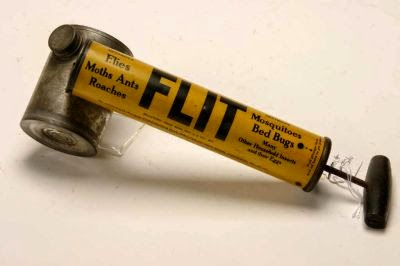 Flies
Moths Ants
Roaches
FLIT
Mosquitoes
Bed Bugs
Many
Other Household Insects
and their Eggs